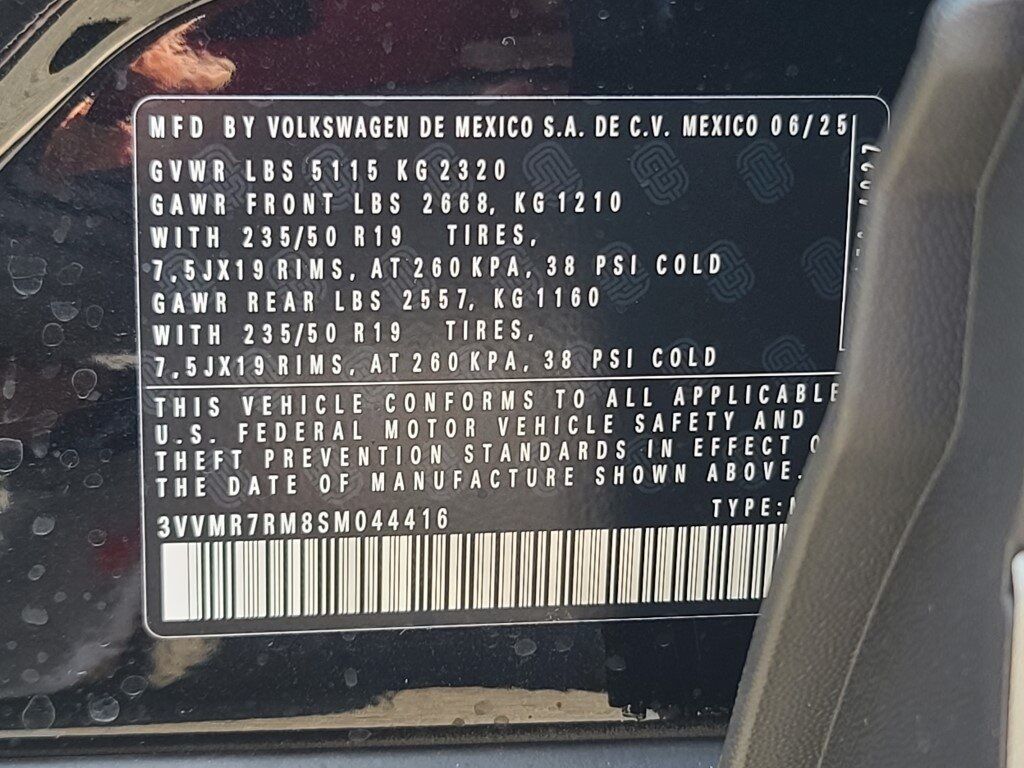 MFD BY VOLKSWAGEN DE MEXICO S.A. DE C.V. MEXICO 06/25
GVWR LBS 5115 KG 2320
GAWR FRONT LBS 2668, KG 1210
WITH 235/50 R19 TIRES,
7,5JX19 RIMS, AT 260 KPA, 38 PSI COLD
GAWR REAR LBS 2557, KG 1160
WITH 235/50 R19 TIRES,
7,5JX19 RIMS, AT 260 KPA, 38 PSI COLD
THIS VEHICLE CONFORMS TO ALL APPLICABLE
U.S. FEDERAL MOTOR VEHICLE SAFETY AND
THEFT PREVENTION STANDARDS IN EFFECT
THE DATE OF MANUFACTURE SHOWN ABOVE.
3VVMR7RM8SM044416 TYPE: